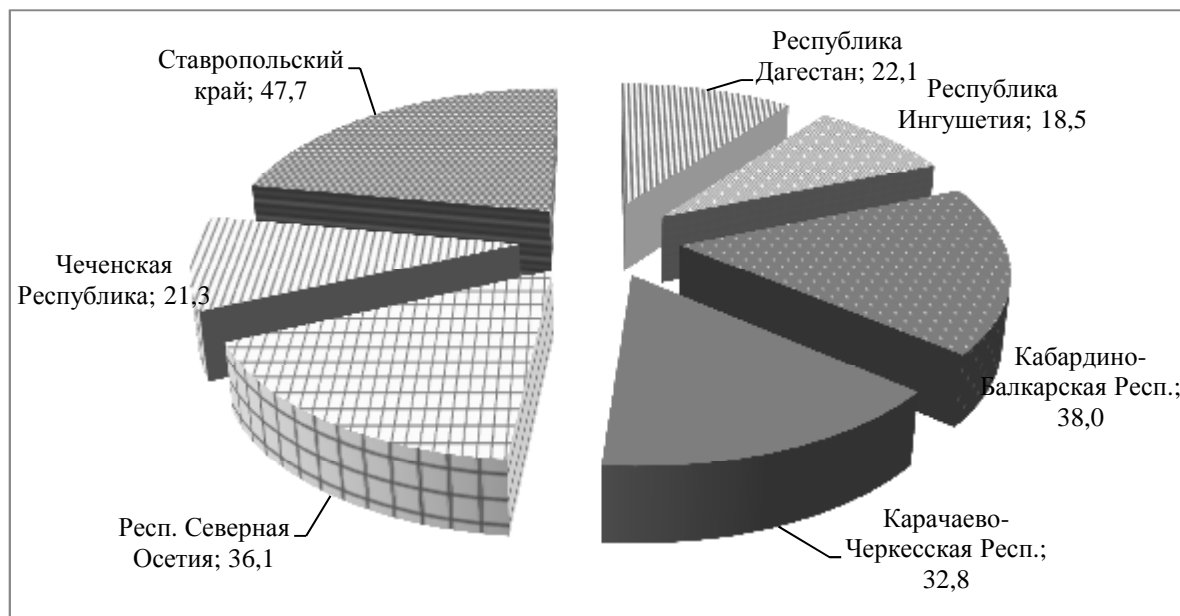 Ставропольский
край; 47,7
Республика
Дагестан; 22,1
Республика
Ингушетия; 18,5
Чеченская
Республика; 21,3
Кабардино-
Балкарская Респ.;
38,0
Респ. Северная
Осетия; 36,1
Карачаево-
Черкесская Респ.;
32,8